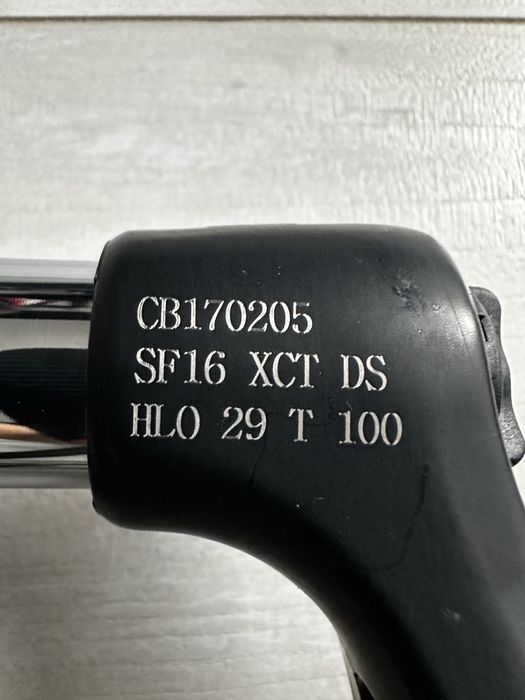 CB170205
SF16 XCT DS
HLO 29 T 100